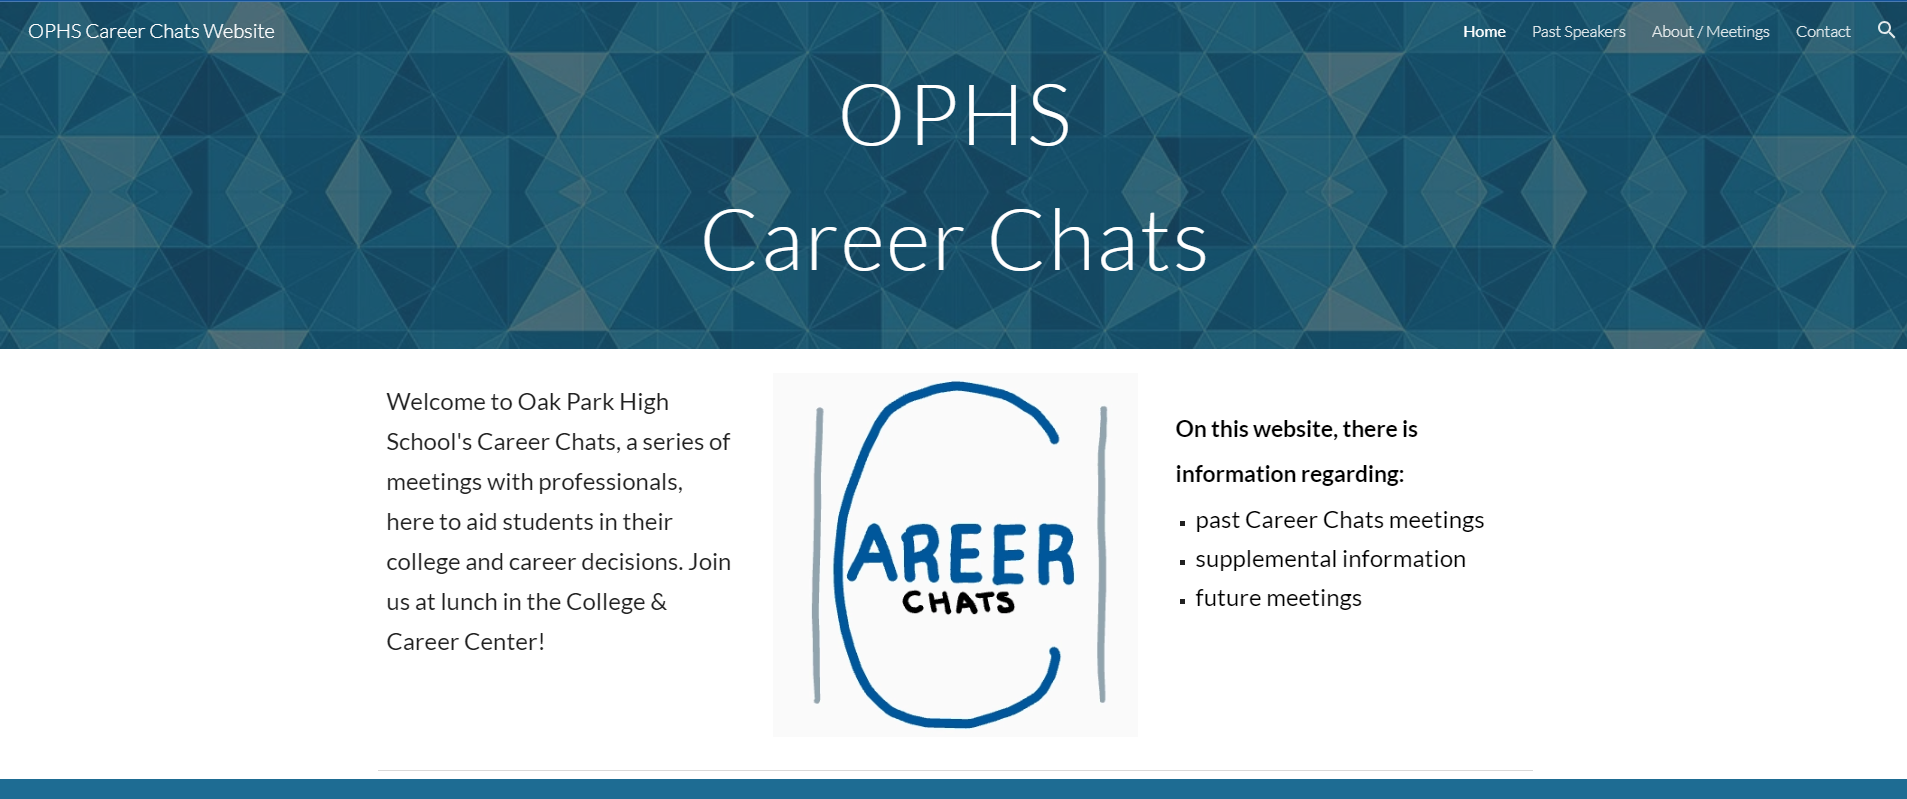 OPHS Career Chats Website
Home
Past Speakers
About / Meetings
Contact
OPHS
Career Chats
Welcome to Oak Park High
School's Career Chats, a series of
meetings with professionals,
here to aid students in their
college and career decisions. Join
us at lunch in the College &
Career Center!
CAREER
CHATS
On this website, there is
information regarding:
▪ past Career Chats meetings
▪ supplemental information
▪ future meetings